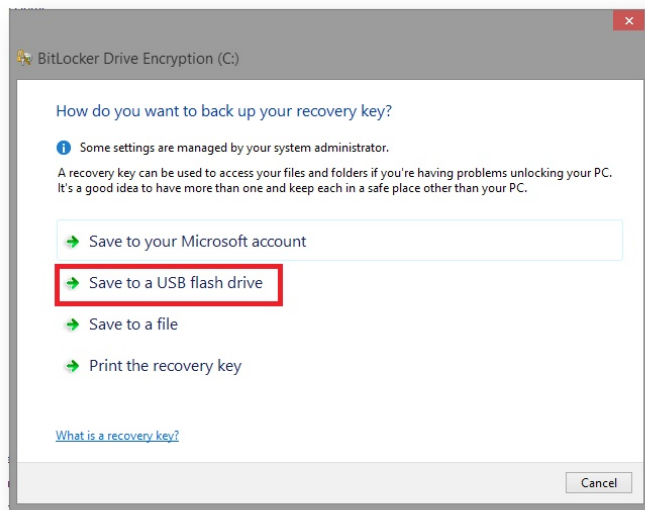 BitLocker Drive Encryption (C:)
How do you want to back up your recovery key?
Some settings are managed by your system administrator.
A recovery key can be used to access your files and folders if you're having problems unlocking your PC.
It's a good idea to have more than one and keep each in a safe place other than your PC.
Save to your Microsoft account
Save to a USB flash drive
Save to a file
Print the recovery key
What is a recovery key?
Cancel